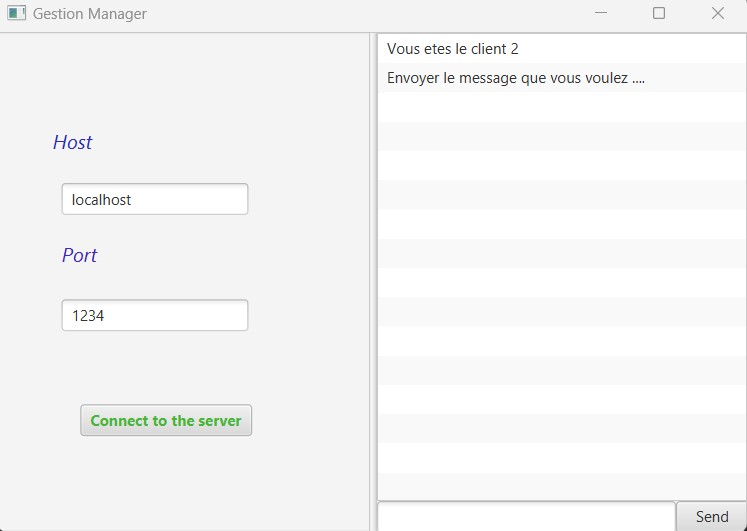 Gestion Manager
Host
localhost
Port
1234
Connect to the server
Vous etes le client 2
Envoyer le message que vous voulez ....
Send